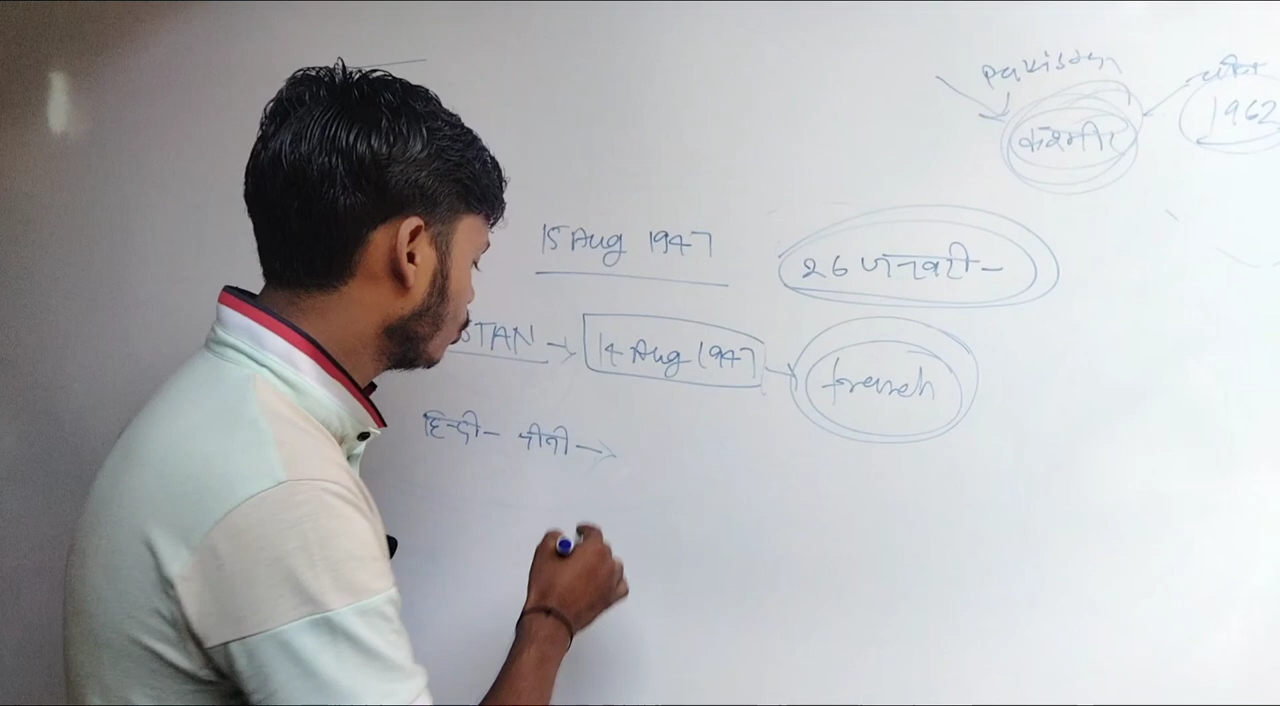 pakistan
चीन
1962
कश्मीर
15 Aug 1947
26 जनवरी-
STAN → 14 Aug 1947 → french
हिन्दी- चीनी →